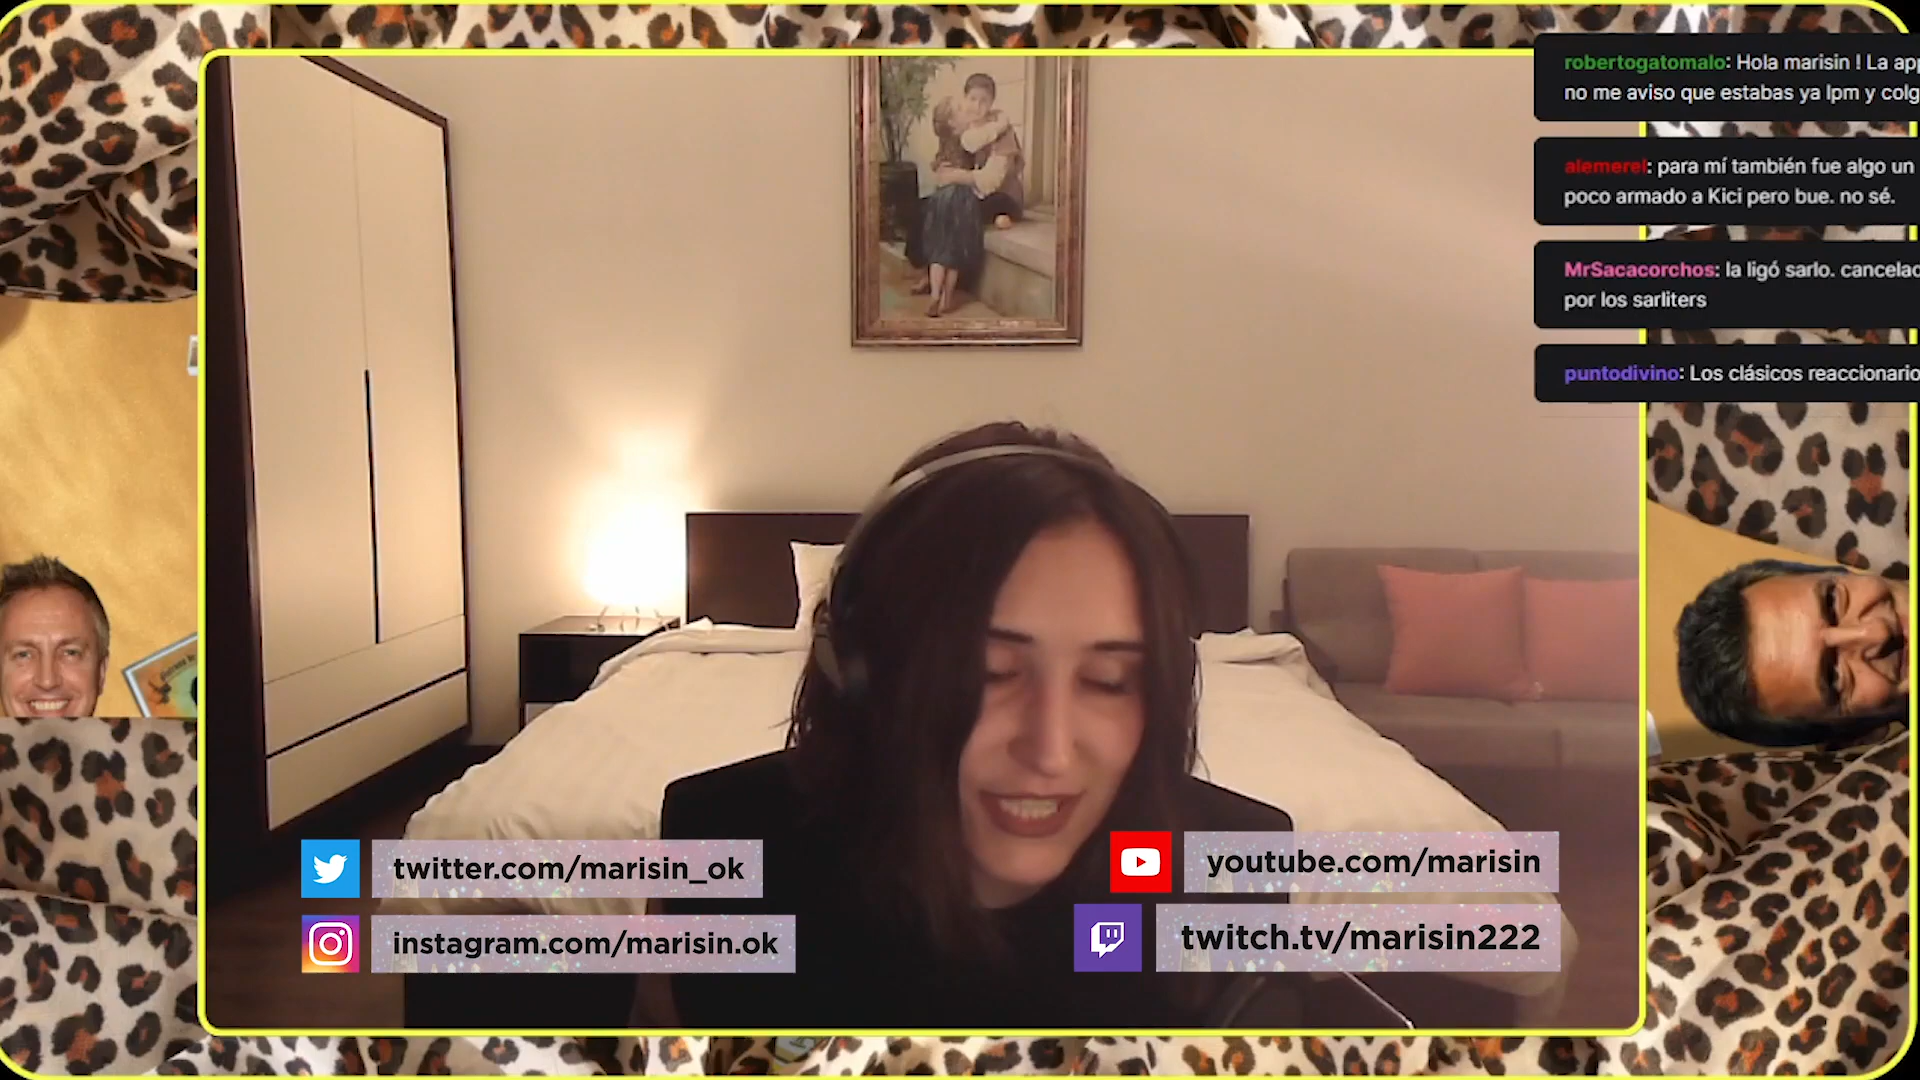 robertogatomalo: Hola marisin ! La app
no me aviso que estabas ya lpm y colg
alemerel: para mí también fue algo un
poco armado a Kici pero bue. no sé.
MrSacacorchos: la ligó sarlo. cancelac
por los sarliters
puntodivino: Los clásicos reaccionario
twitter.com/marisin_ok
youtube.com/marisin
instagram.com/marisin.ok
twitch.tv/marisin222